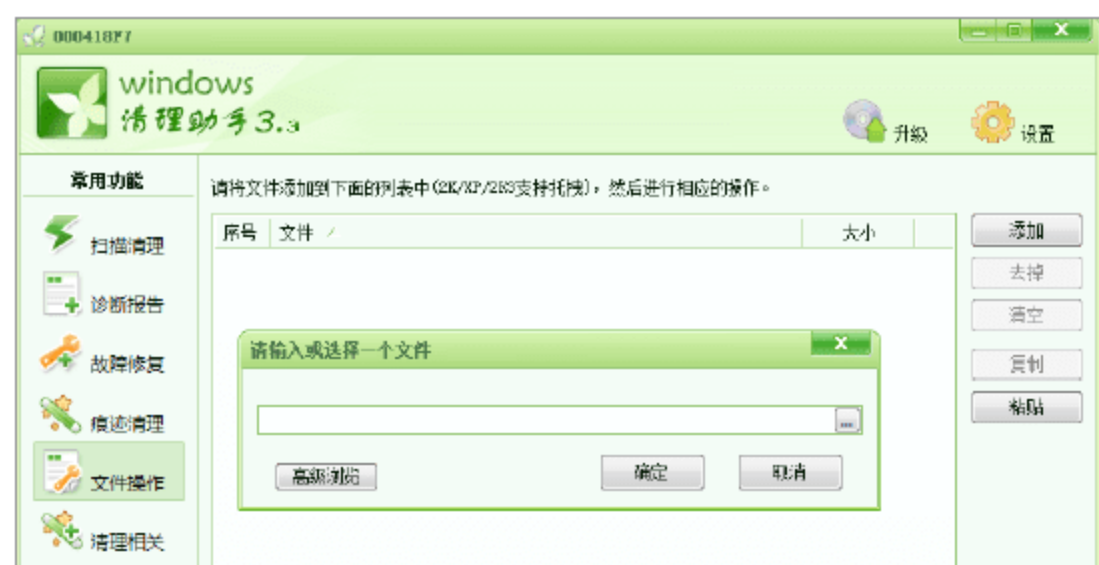 000418F7
windows
清理助手3.3
升级
设置
常用功能
请将文件添加到下面的列表中(2K/XP/2K3支持托拽)，然后进行相应的操作。
序号 文件 大小
添加
去掉
清空
复制
粘贴
扫描清理
诊断报告
故障修复
痕迹清理
文件操作
清理相关
请输入或选择一个文件
...
高级浏览 确定 取消